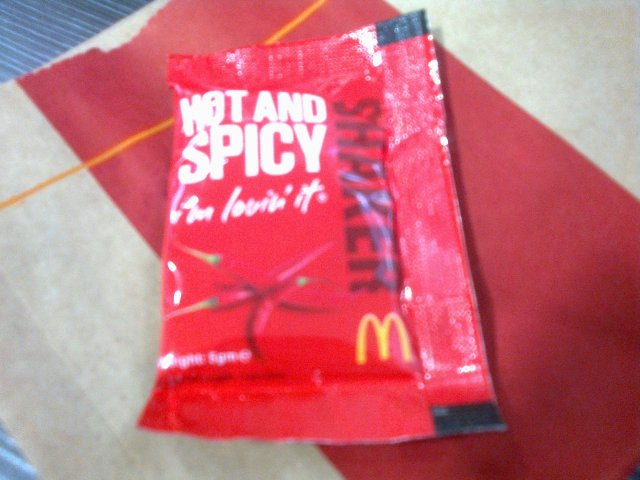 HOT AND
SPICY
i'm lovin' it
SHAKER